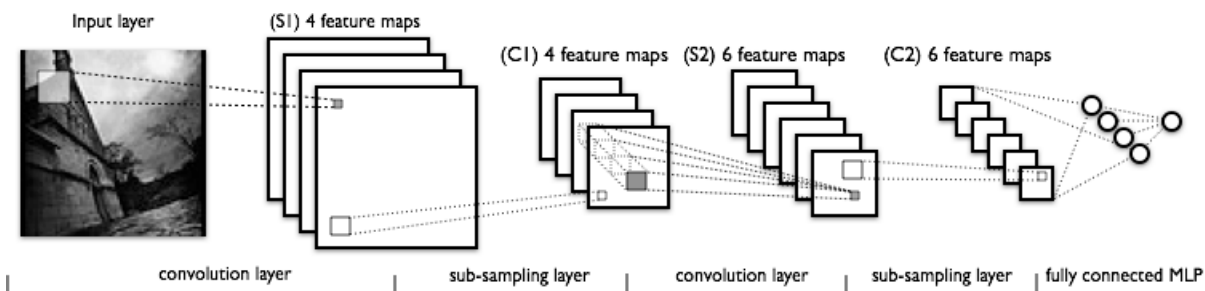 Input layer
(S1) 4 feature maps
(C1) 4 feature maps
(S2) 6 feature maps
(C2) 6 feature maps
convolution layer
sub-sampling layer
convolution layer
sub-sampling layer
fully connected MLP